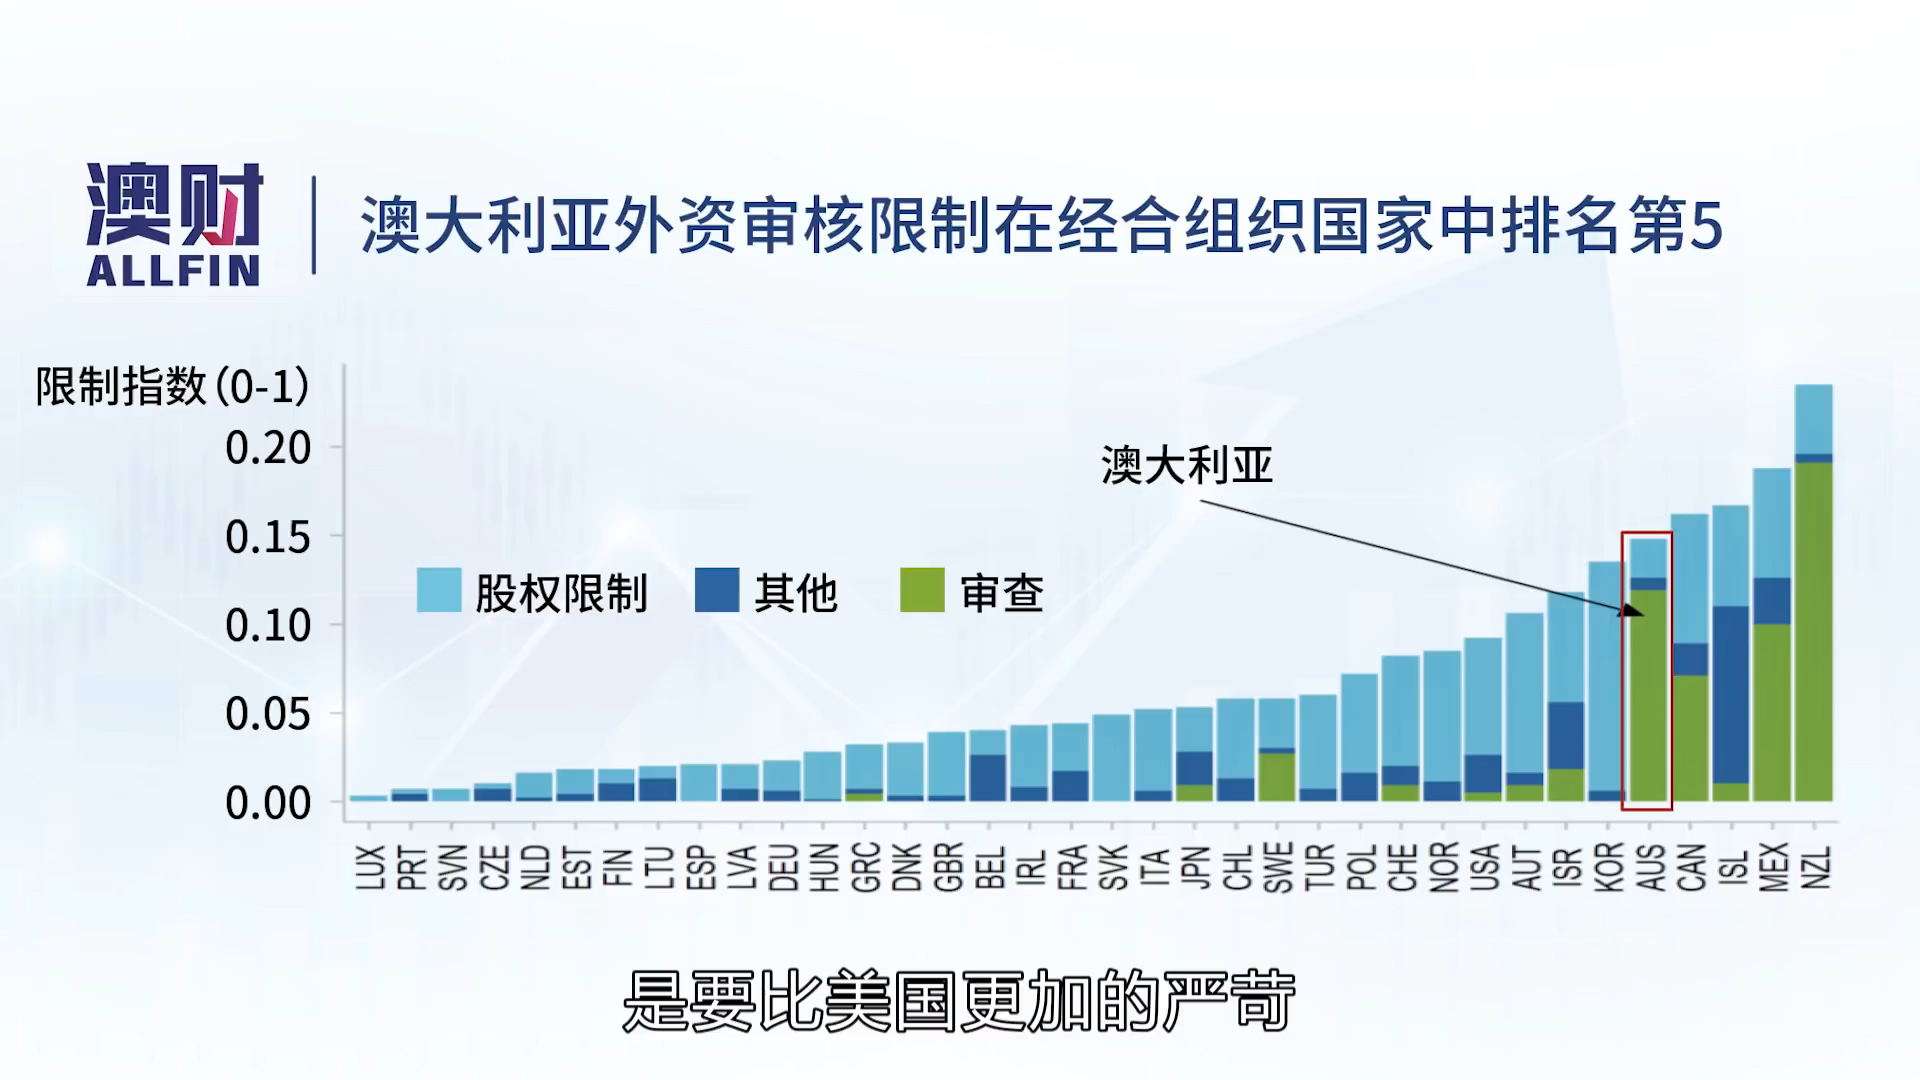 澳财
ALLFIN
澳大利亚外资审核限制在经合组织国家中排名第5
限制指数(0-1)
0.20
0.15
0.10
0.05
0.00
澳大利亚
股权限制 其他 审查
LUX PRT SVN CZE NLD EST FIN LTU ESP LVA DEU HUN GRC DNK GBR BEL IRL FRA SVK ITA JPN CHL SWE TUR POL CHE NOR USA AUT ISR KOR AUS CAN ISL MEX NZL
是要比美国更加的严苛